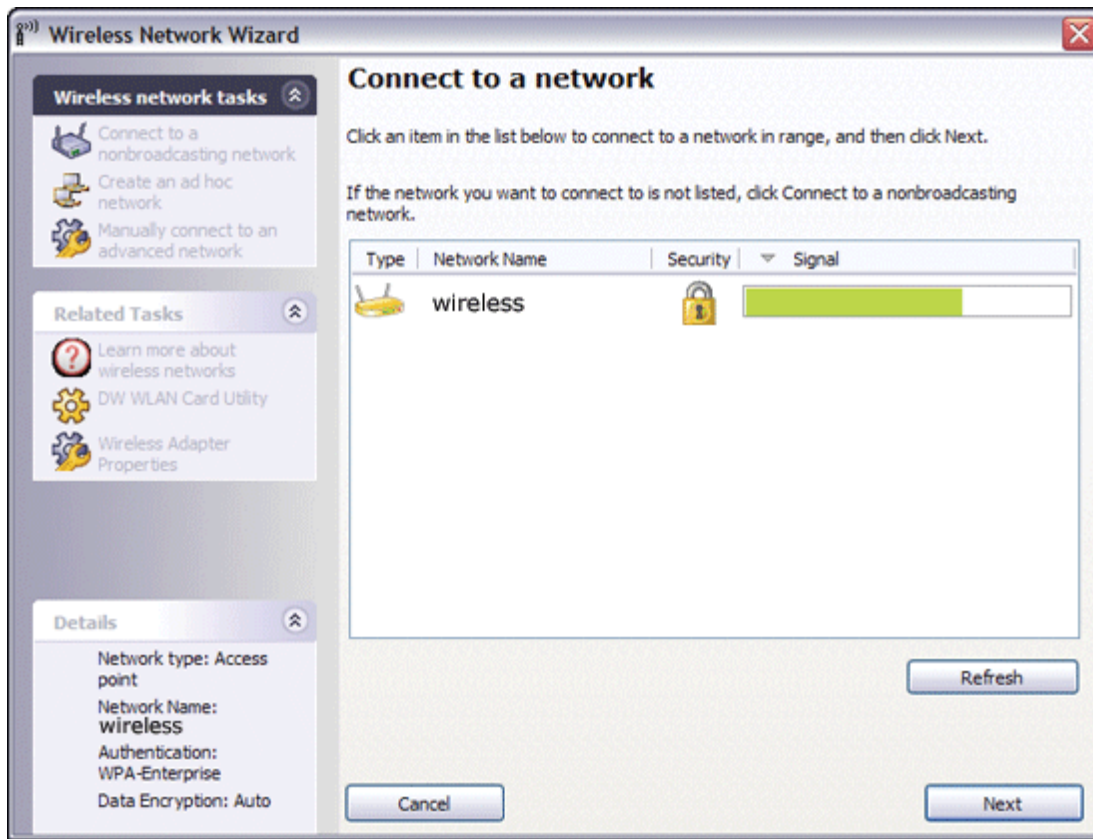 Wireless Network Wizard
Wireless network tasks
Connect to a
nonbroadcasting network
Create an ad hoc
network
Manually connect to an
advanced network
Related Tasks
Learn more about
wireless networks
DW WLAN Card Utility
Wireless Adapter
Properties
Details
Network type: Access
point
Network Name:
wireless
Authentication:
WPA-Enterprise
Data Encryption: Auto
Connect to a network
Click an item in the list below to connect to a network in range, and then click Next.
If the network you want to connect to is not listed, click Connect to a nonbroadcasting
network.
Type Network Name Security Signal
wireless
Refresh
Cancel Next